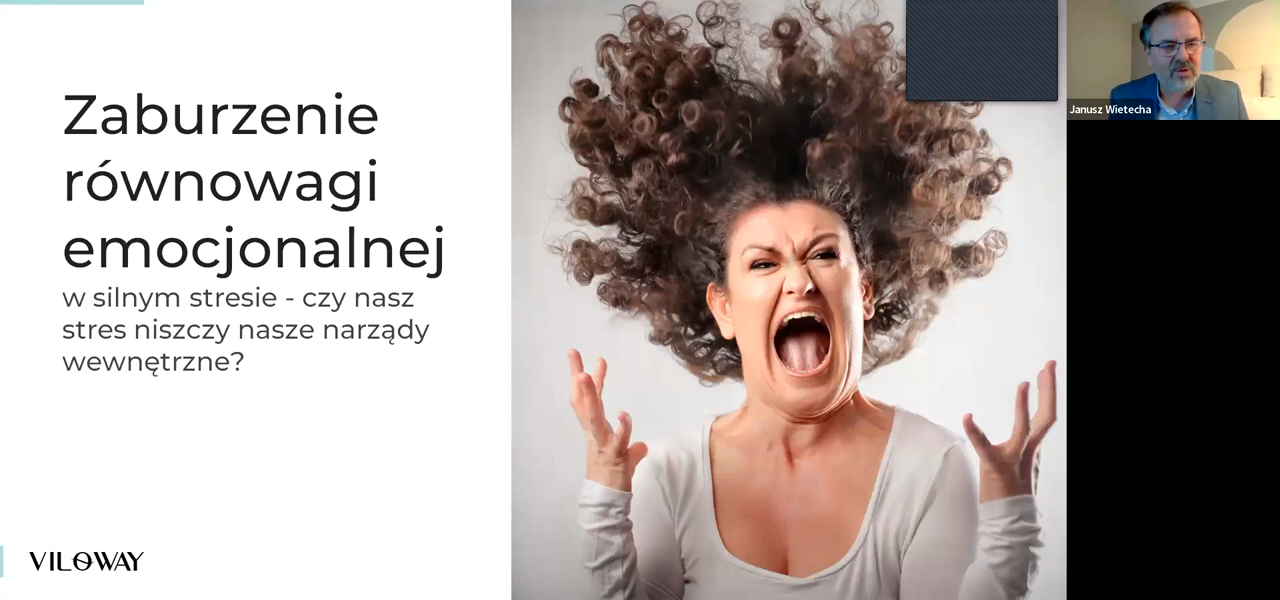 Zaburzenie
równowagi
emocjonalnej
w silnym stresie - czy nasz
stres niszczy nasze narządy
wewnętrzne?
VILOWAY
Janusz Wietecha